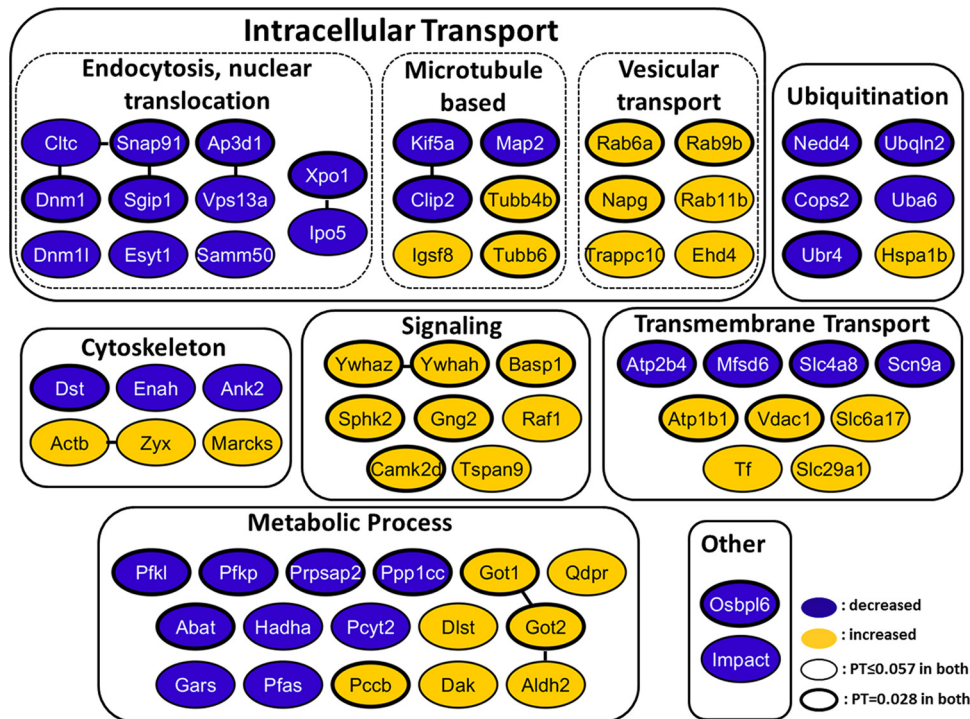 Intracellular Transport
Endocytosis, nuclear
translocation
Cltc
Snap91
Ap3d1
Dnm1
Sgip1
Vps13a
Xpo1
Ipo5
Dnm1l
Esyt1
Samm50
Microtubule
based
Kif5a
Map2
Clip2
Tubb4b
Igsf8
Tubb6
Vesicular
transport
Rab6a
Rab9b
Napg
Rab11b
Trappc10
Ehd4
Ubiquitination
Nedd4
Ubqln2
Cops2
Uba6
Ubr4
Hspa1b
Cytoskeleton
Dst
Enah
Ank2
Actb
Zyx
Marcks
Signaling
Ywhaz
Ywhah
Basp1
Sphk2
Gng2
Raf1
Camk2d
Tspan9
Transmembrane Transport
Atp2b4
Mfsd6
Slc4a8
Scn9a
Atp1b1
Vdac1
Slc6a17
Tf
Slc29a1
Metabolic Process
Pfkl
Pfkp
Prpsap2
Ppp1cc
Got1
Qdpr
Abat
Hadha
Pcyt2
Dlst
Got2
Gars
Pfas
Pccb
Dak
Aldh2
Other
Osbpl6
Impact
: decreased
: increased
: PT≤0.057 in both
: PT=0.028 in both